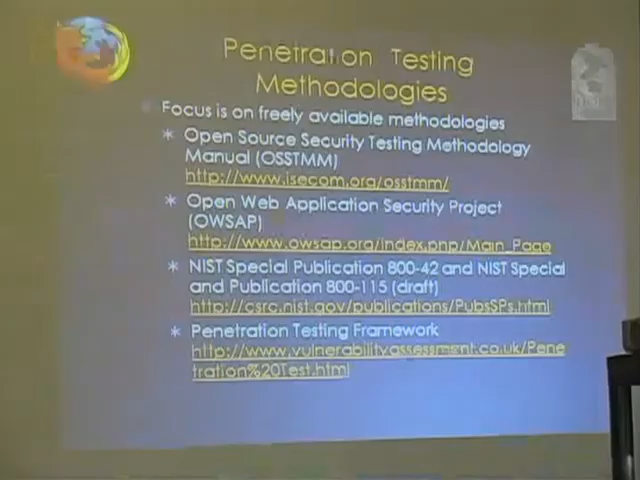 Penetration Testing
Methodologies
Focus is on freely available methodologies
Open Source Security Testing Methodology
Manual (OSSTMM)
http://www.isecom.org/osstmm/
Open Web Application Security Project
(OWSAP)
http://www.owsap.org/index.php/Main_Page
NIST Special Publication 800-42 and NIST Special
and Publication 800-115 (draft)
http://csrc.nist.gov/publications/PubsSPs.html
Penetration Testing Framework
http://www.vulnerabilityassessment.co.uk/Pene
tration%20Test.html